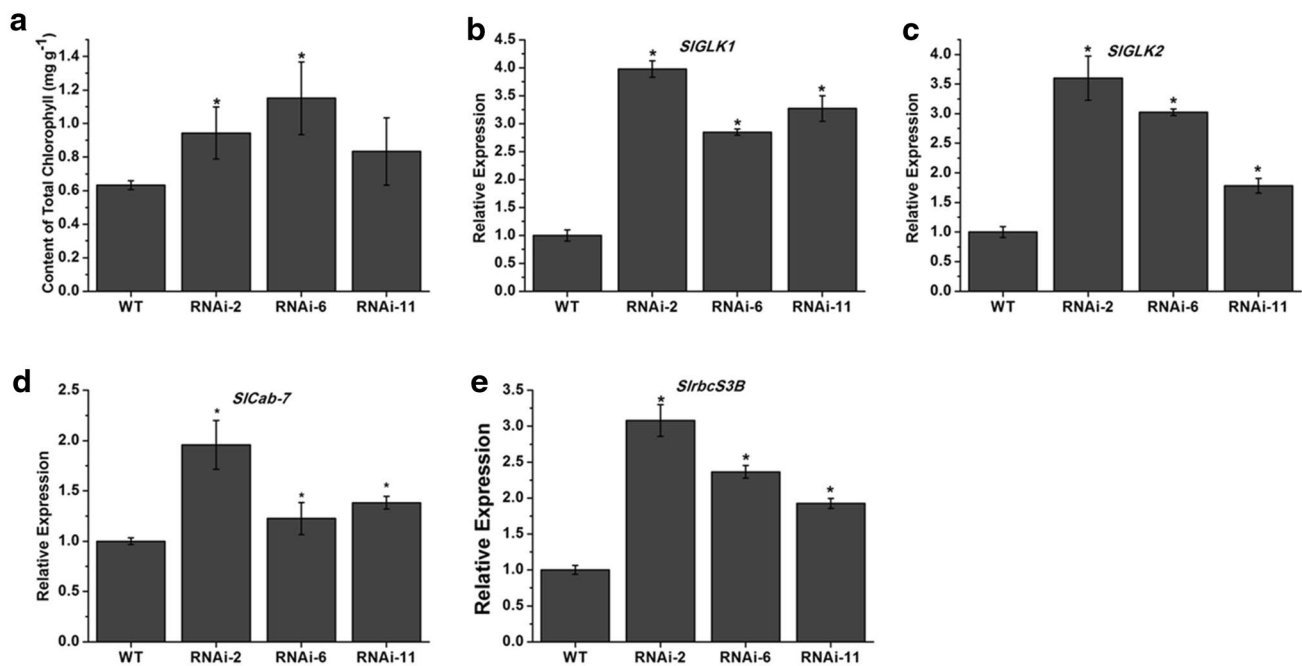 a
Content of Total Chlorophyll (mg g-1)
1.4
1.2
1.0
0.8
0.6
0.4
0.2
0.0
*
*
WT RNAi-2 RNAi-6 RNAi-11
b
SlGLK1
Relative Expression
4.5
4.0
3.5
3.0
2.5
2.0
1.5
1.0
0.5
0.0
*
*
*
WT RNAi-2 RNAi-6 RNAi-11
c
SlGLK2
Relative Expression
4.0
3.5
3.0
2.5
2.0
1.5
1.0
0.5
0.0
*
*
*
WT RNAi-2 RNAi-6 RNAi-11
d
SlCab-7
Relative Expression
2.5
2.0
1.5
1.0
0.5
0.0
*
*
*
WT RNAi-2 RNAi-6 RNAi-11
e
SlrbcS3B
Relative Expression
3.5
3.0
2.5
2.0
1.5
1.0
0.5
0.0
*
*
*
WT RNAi-2 RNAi-6 RNAi-11